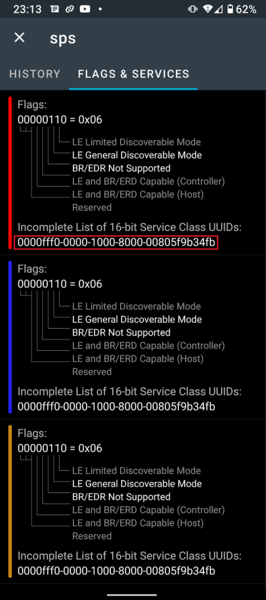 23:13 62%
sps
HISTORY FLAGS & SERVICES
Flags:
00000110 = 0x06
LE Limited Discoverable Mode
LE General Discoverable Mode
BR/EDR Not Supported
LE and BR/ERD Capable (Controller)
LE and BR/ERD Capable (Host)
Reserved
Incomplete List of 16-bit Service Class UUIDs:
0000fff0-0000-1000-8000-00805f9b34fb
Flags:
00000110 = 0x06
LE Limited Discoverable Mode
LE General Discoverable Mode
BR/EDR Not Supported
LE and BR/ERD Capable (Controller)
LE and BR/ERD Capable (Host)
Reserved
Incomplete List of 16-bit Service Class UUIDs:
0000fff0-0000-1000-8000-00805f9b34fb
Flags:
00000110 = 0x06
LE Limited Discoverable Mode
LE General Discoverable Mode
BR/EDR Not Supported
LE and BR/ERD Capable (Controller)
LE and BR/ERD Capable (Host)
Reserved
Incomplete List of 16-bit Service Class UUIDs:
0000fff0-0000-1000-8000-00805f9b34fb